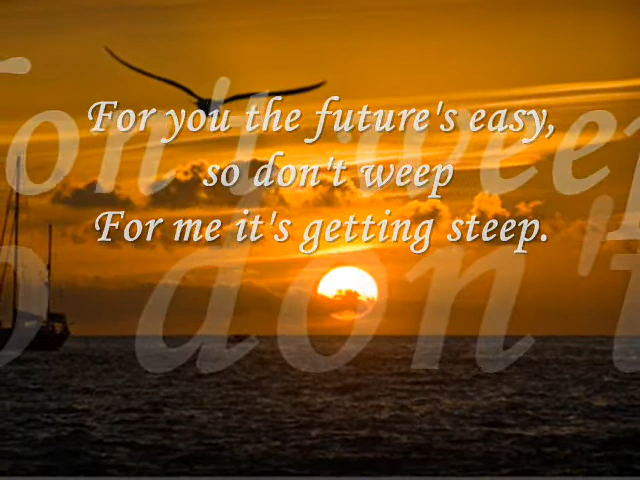 For you the future's easy,
so don't weep
For me it's getting steep.